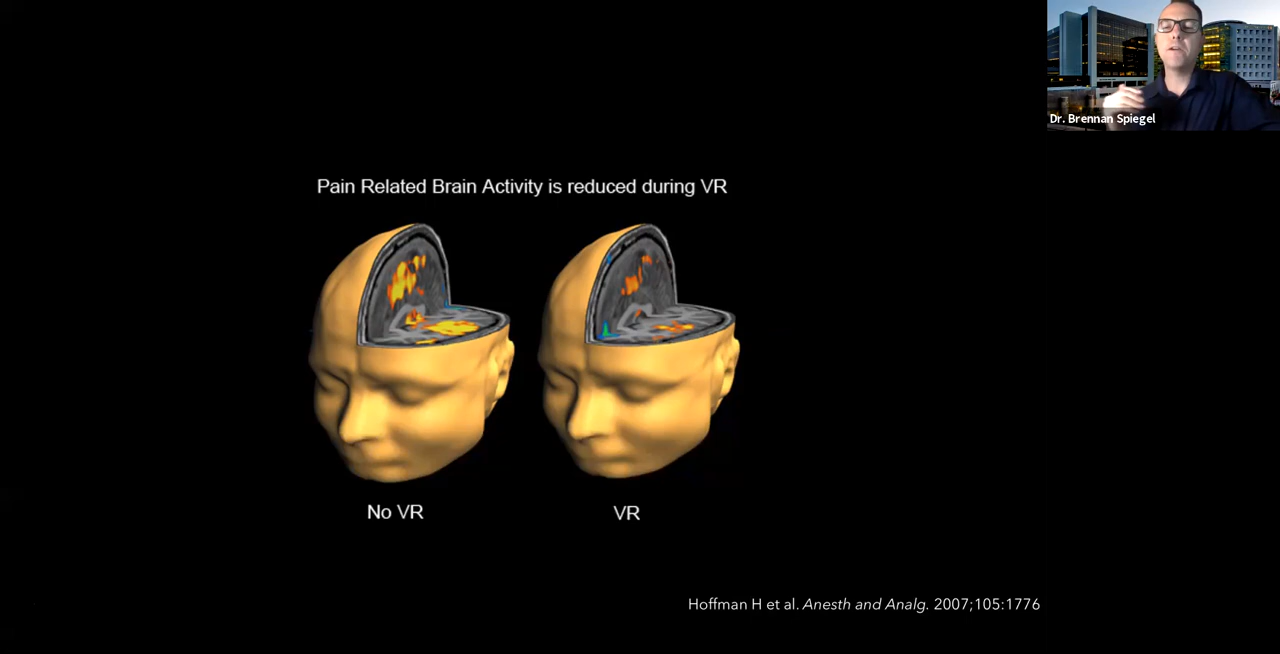 Dr. Brennan Spiegel
Pain Related Brain Activity is reduced during VR
No VR
VR
Hoffman H et al. Anesth and Analg. 2007;105:1776